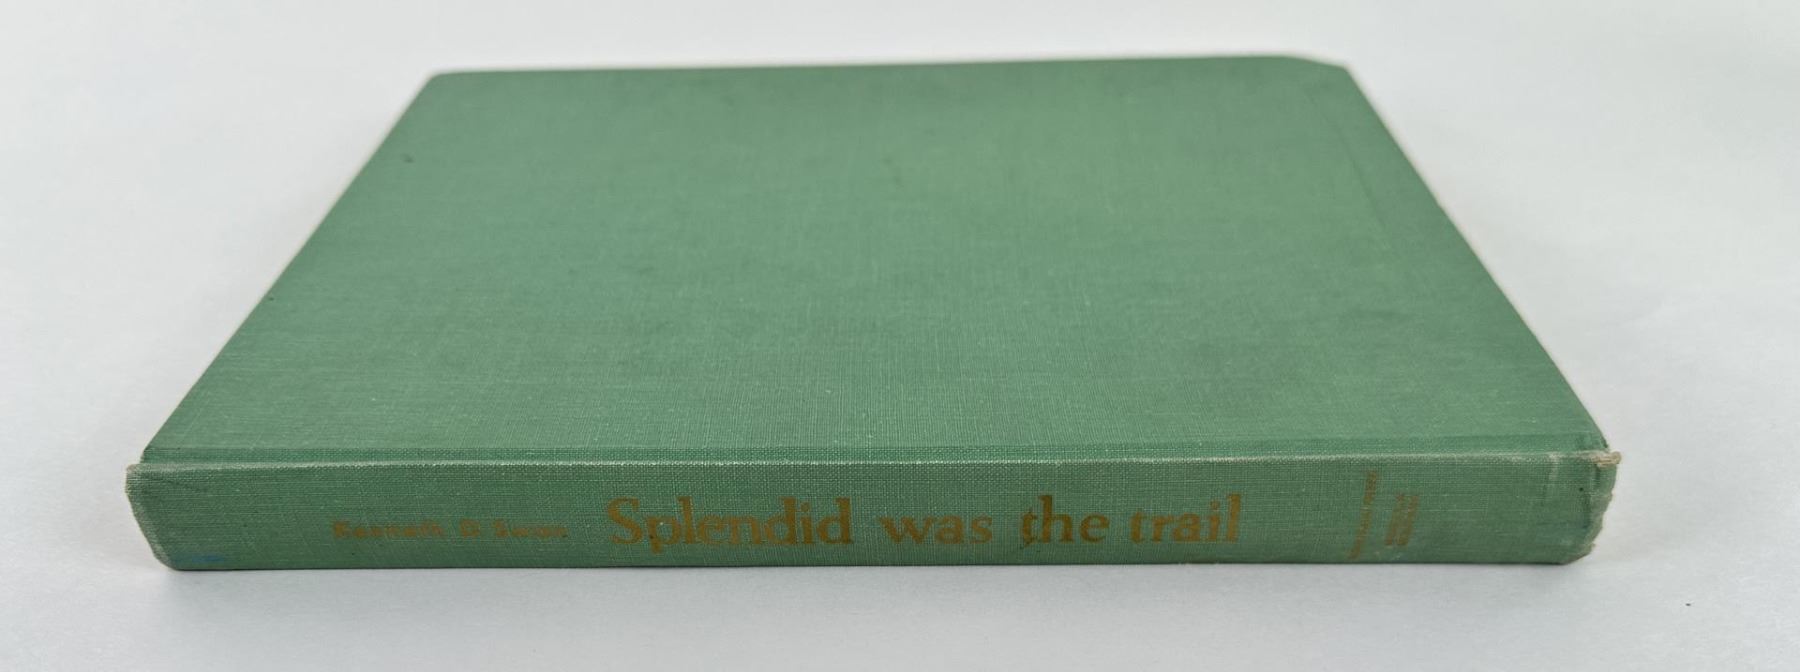 Kenneth D Swan
Splendid was the trail